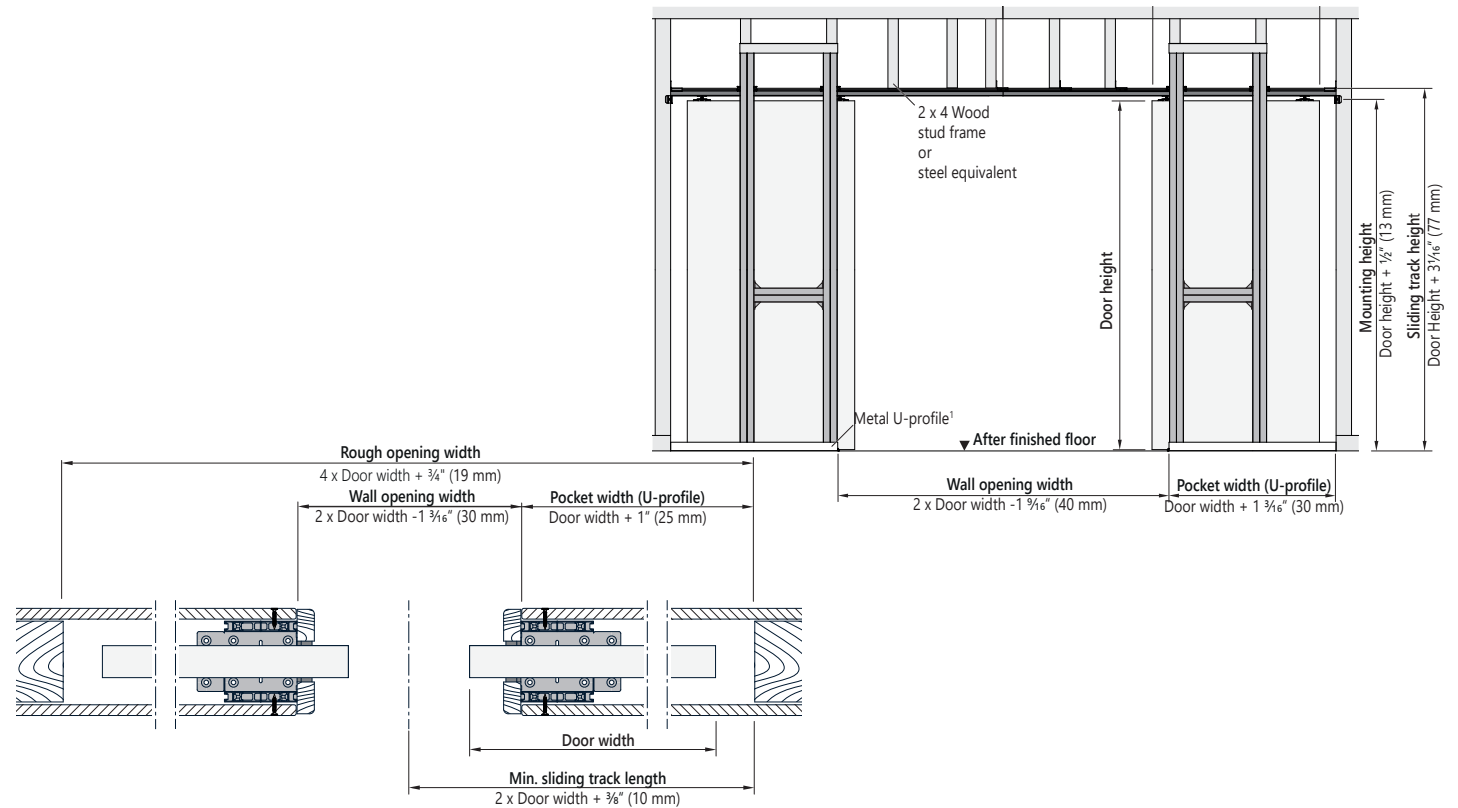 2 x 4 Wood
stud frame
or
steel equivalent
Door height
Mounting height
Door height + ½" (13 mm)
Sliding track height
Door Height + 3¹⁄₁₆" (77 mm)
Metal U-profile¹
After finished floor
Wall opening width
2 x Door width -1 ⁹⁄₁₆" (40 mm)
Pocket width (U-profile)
Door width + 1 ³⁄₁₆" (30 mm)
Rough opening width
4 x Door width + ¾" (19 mm)
Wall opening width
2 x Door width -1 ³⁄₁₆" (30 mm)
Pocket width (U-profile)
Door width + 1" (25 mm)
Door width
Min. sliding track length
2 x Door width + ⅜" (10 mm)